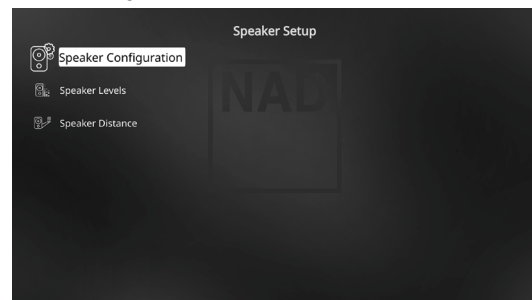 Speaker Setup
Speaker Configuration
Speaker Levels
Speaker Distance
NAD